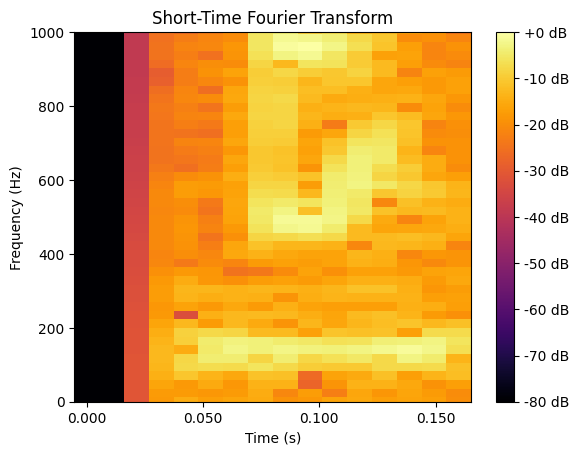 Short-Time Fourier Transform
1000
800
600
400
200
0
Frequency (Hz)
0.000
0.050
0.100
0.150
Time (s)
+0 dB
-10 dB
-20 dB
-30 dB
-40 dB
-50 dB
-60 dB
-70 dB
-80 dB